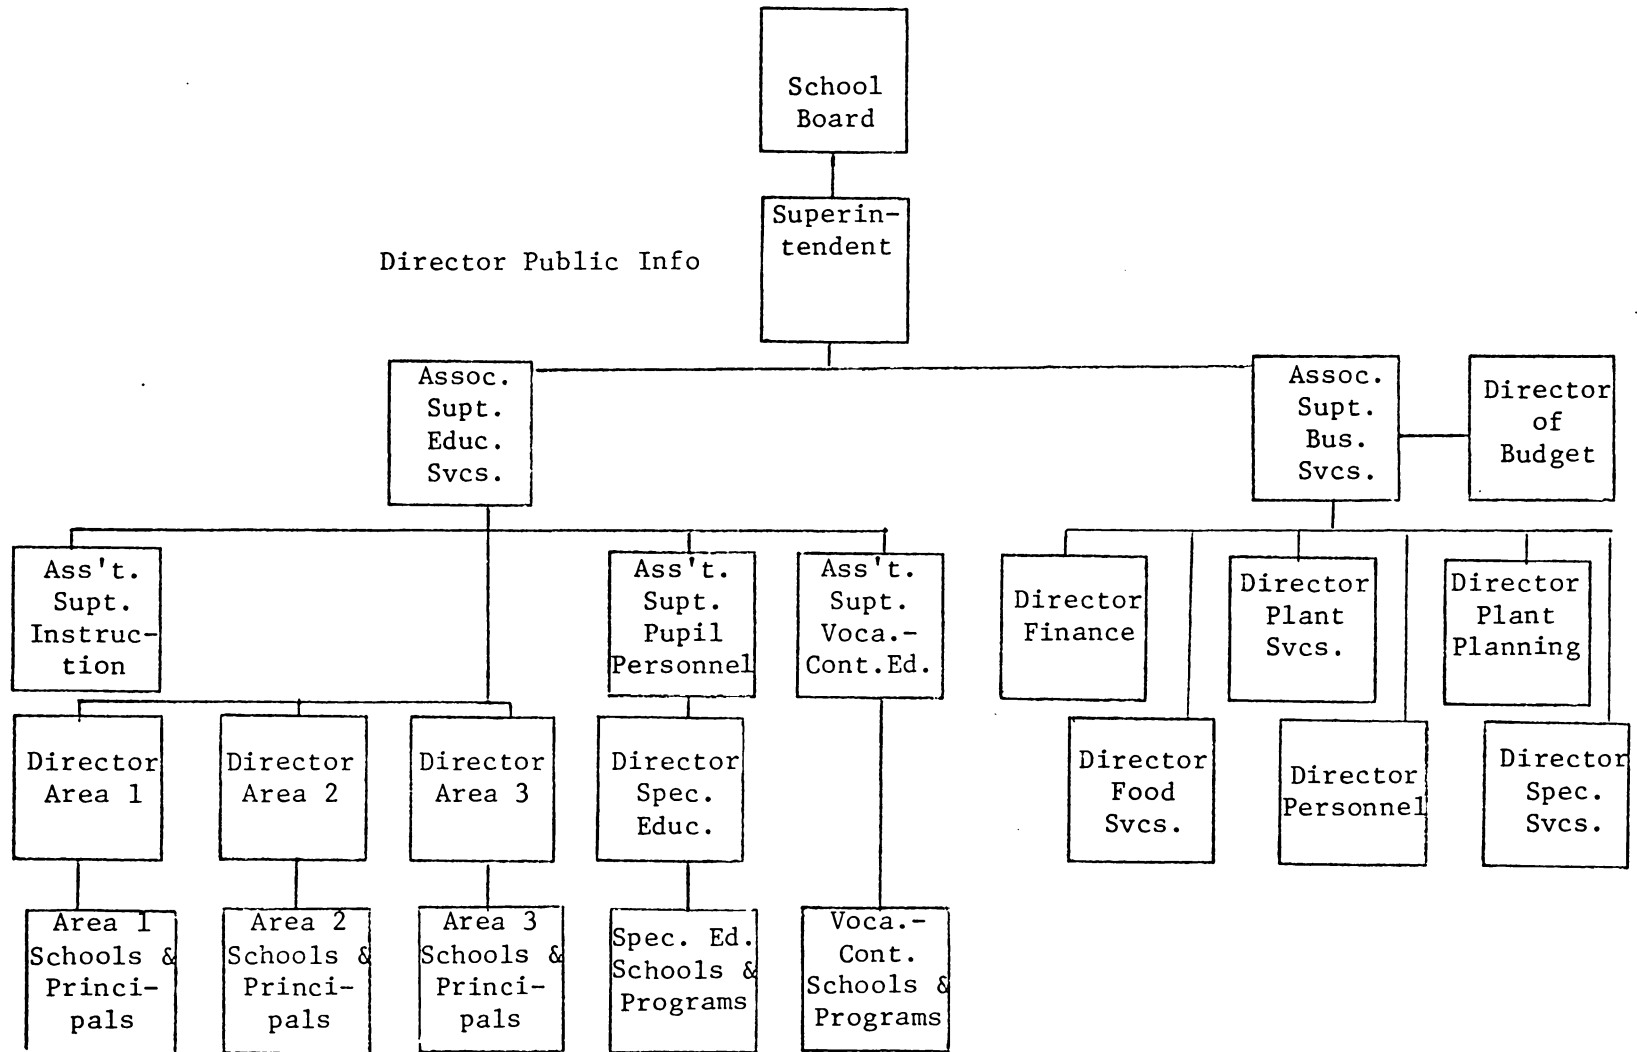 School
Board
Superin-
tendent
Director Public Info
Assoc.
Supt.
Educ.
Svcs.
Assoc.
Supt.
Bus.
Svcs.
Director
of
Budget
Ass't.
Supt.
Instruc-
tion
Ass't.
Supt.
Pupil
Personnel
Ass't.
Supt.
Voca.-
Cont.Ed.
Director
Finance
Director
Plant
Svcs.
Director
Plant
Planning
Director
Area 1
Director
Area 2
Director
Area 3
Director
Spec.
Educ.
Director
Food
Svcs.
Director
Personnel
Director
Spec.
Svcs.
Area 1
Schools &
Princi-
pals
Area 2
Schools &
Princi-
pals
Area 3
Schools &
Princi-
pals
Spec. Ed.
Schools &
Programs
Voca.-
Cont.
Schools &
Programs